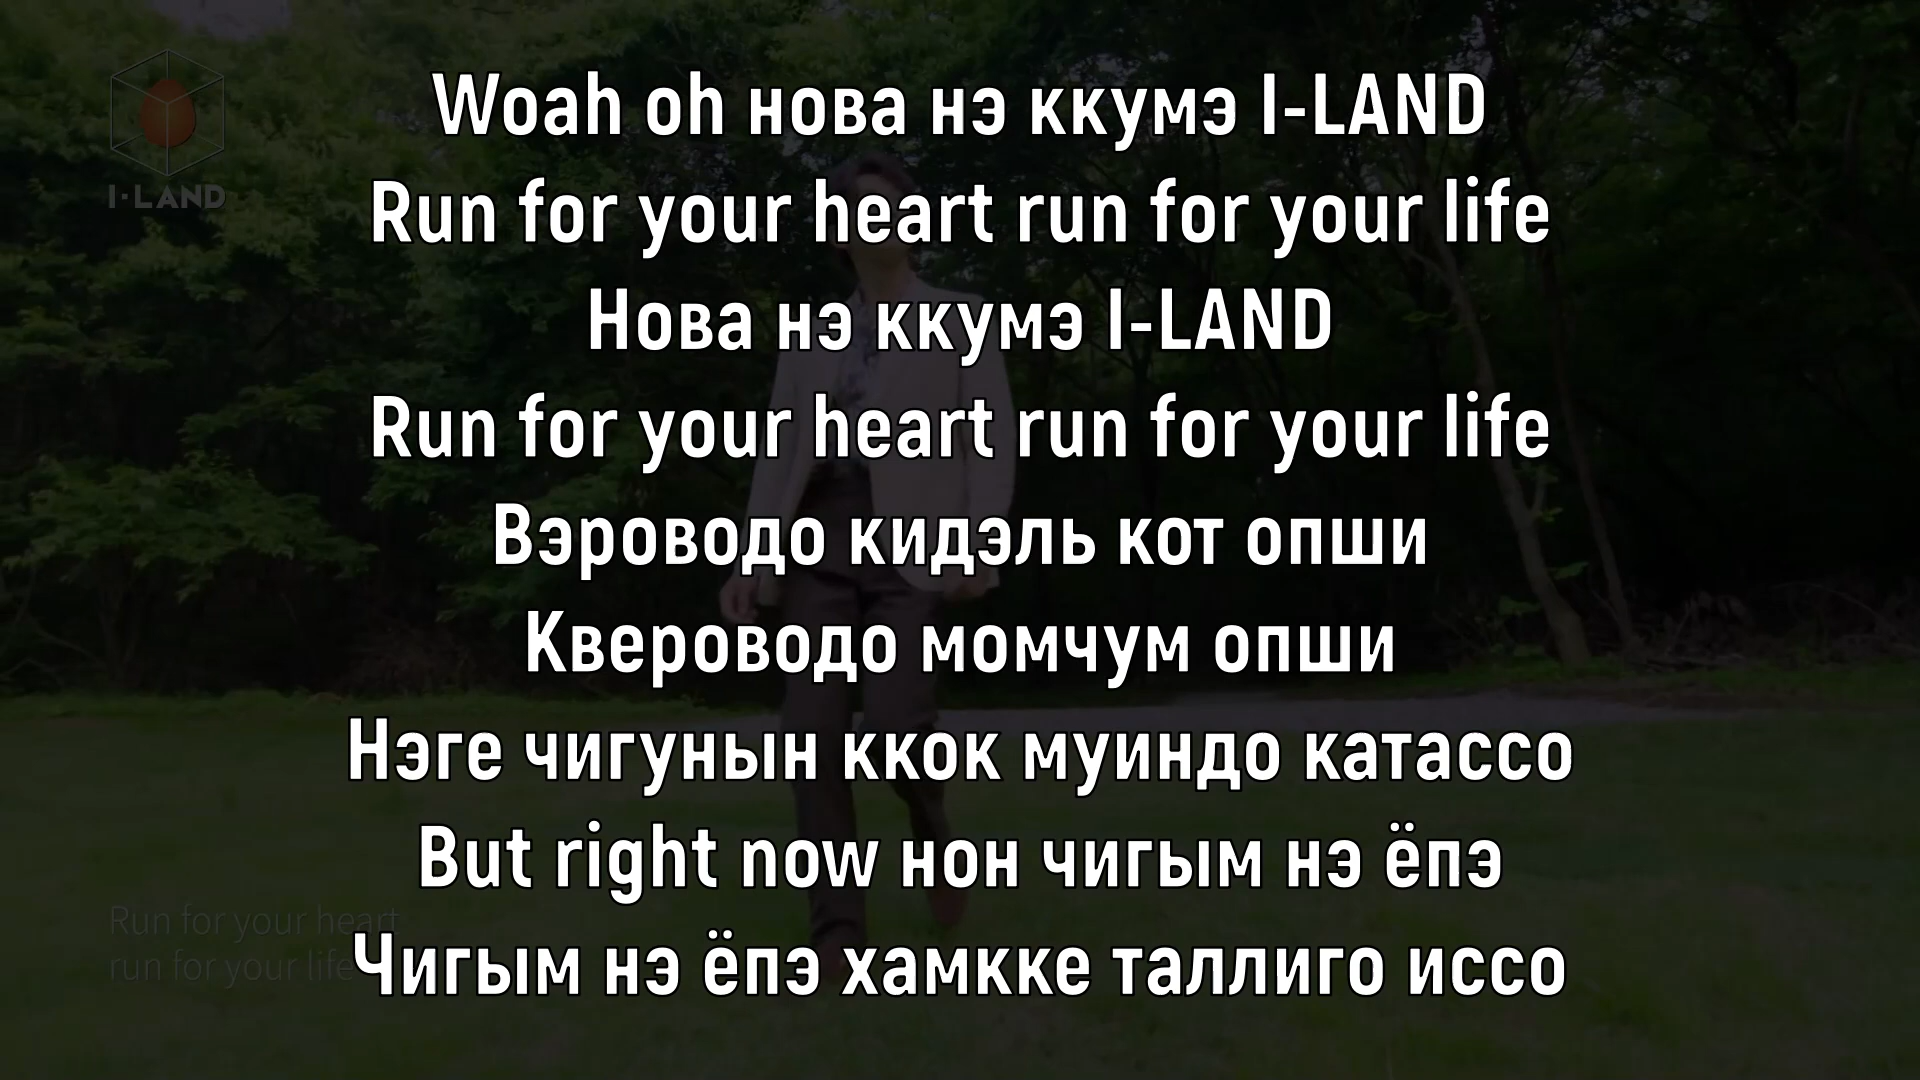 I·LAND
Woah oh нова нэ ккумэ I-LAND
Run for your heart run for your life
Нова нэ ккумэ I-LAND
Run for your heart run for your life
Вэроводо кидэль кот опши
Квероводо момчум опши
Нэге чигунын ккок муиндо катассо
But right now нон чигым нэ ёпэ
Чигым нэ ёпэ хамкке таллиго иссо
Run for your heart
run for your life